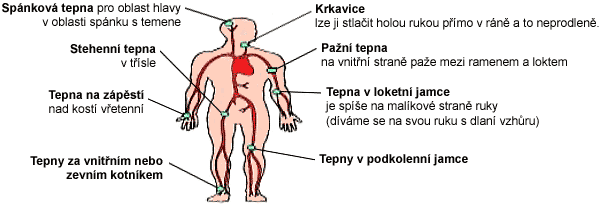 Spánková tepna pro oblast hlavy
v oblasti spánku s temene
Stehenní tepna
v třísle
Tepna na zápěstí
nad kostí vřetenní
Tepny za vnitřním nebo
zevním kotníkem
Krkavice
lze ji stlačit holou rukou přímo v ráně a to neprodleně.
Pažní tepna
na vnitřní straně paže mezi ramenem a loktem
Tepna v loketní jamce
je spíše na malíkové straně ruky
(díváme se na svou ruku s dlaní vzhůru)
Tepny v podkolenní jamce